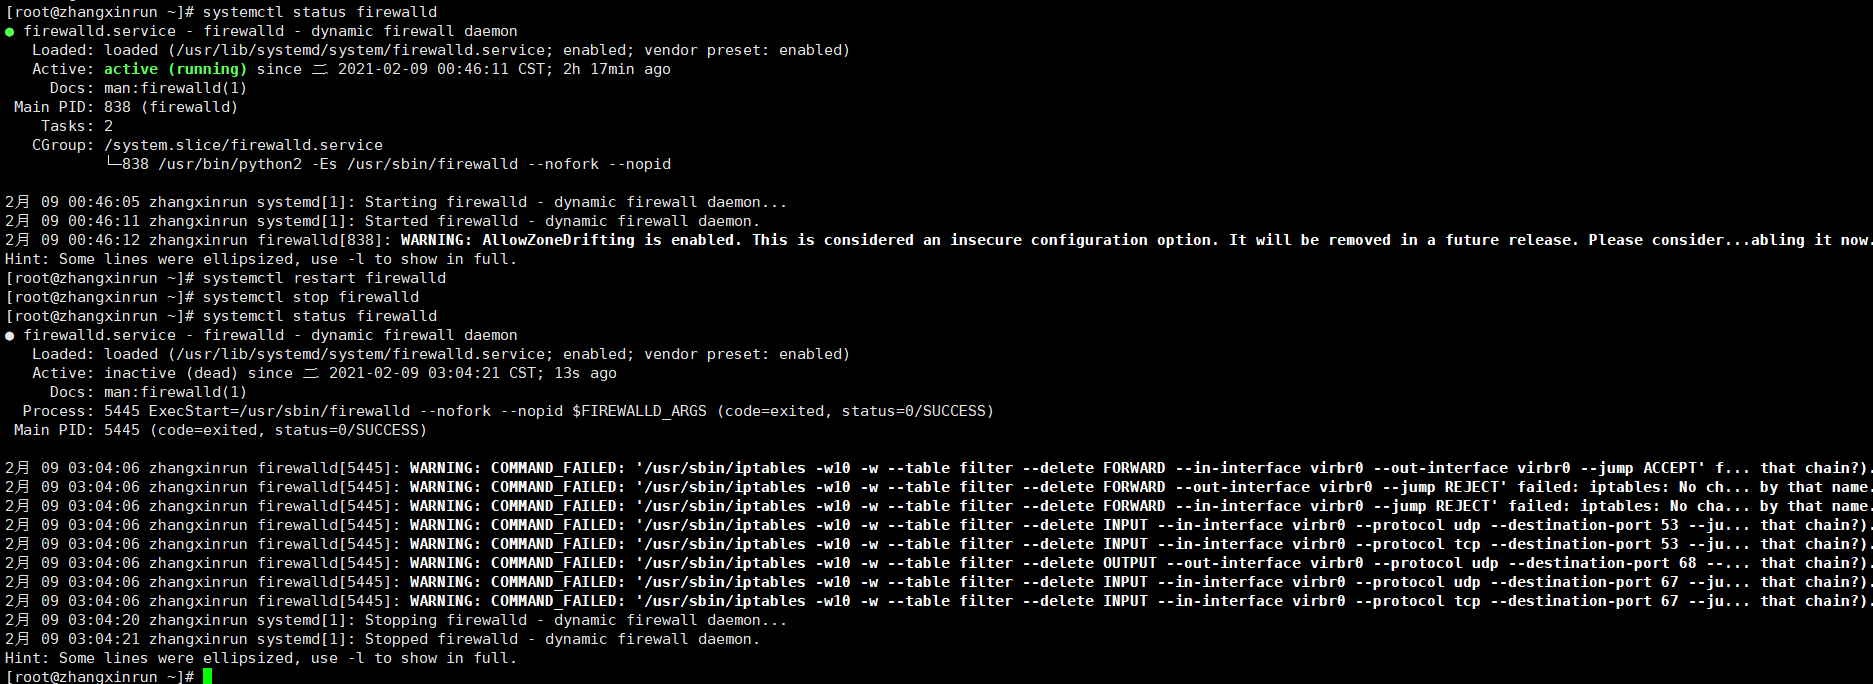 [root@zhangxinrun ~]# systemctl status firewalld
● firewalld.service - firewalld - dynamic firewall daemon
   Loaded: loaded (/usr/lib/systemd/system/firewalld.service; enabled; vendor preset: enabled)
   Active: active (running) since 二 2021-02-09 00:46:11 CST; 2h 17min ago
     Docs: man:firewalld(1)
 Main PID: 838 (firewalld)
    Tasks: 2
   CGroup: /system.slice/firewalld.service
           └─838 /usr/bin/python2 -Es /usr/sbin/firewalld --nofork --nopid

2月 09 00:46:05 zhangxinrun systemd[1]: Starting firewalld - dynamic firewall daemon...
2月 09 00:46:11 zhangxinrun systemd[1]: Started firewalld - dynamic firewall daemon.
2月 09 00:46:12 zhangxinrun firewalld[838]: WARNING: AllowZoneDrifting is enabled. This is considered an insecure configuration option. It will be removed in a future release. Please consider...abling it now.
Hint: Some lines were ellipsized, use -l to show in full.
[root@zhangxinrun ~]# systemctl restart firewalld
[root@zhangxinrun ~]# systemctl stop firewalld
[root@zhangxinrun ~]# systemctl status firewalld
● firewalld.service - firewalld - dynamic firewall daemon
   Loaded: loaded (/usr/lib/systemd/system/firewalld.service; enabled; vendor preset: enabled)
   Active: inactive (dead) since 二 2021-02-09 03:04:21 CST; 13s ago
     Docs: man:firewalld(1)
  Process: 5445 ExecStart=/usr/sbin/firewalld --nofork --nopid $FIREWALLD_ARGS (code=exited, status=0/SUCCESS)
 Main PID: 5445 (code=exited, status=0/SUCCESS)

2月 09 03:04:06 zhangxinrun firewalld[5445]: WARNING: COMMAND_FAILED: '/usr/sbin/iptables -w10 -w --table filter --delete FORWARD --in-interface virbr0 --out-interface virbr0 --jump ACCEPT' f... that chain?).
2月 09 03:04:06 zhangxinrun firewalld[5445]: WARNING: COMMAND_FAILED: '/usr/sbin/iptables -w10 -w --table filter --delete FORWARD --out-interface virbr0 --jump REJECT' failed: iptables: No ch... by that name.
2月 09 03:04:06 zhangxinrun firewalld[5445]: WARNING: COMMAND_FAILED: '/usr/sbin/iptables -w10 -w --table filter --delete FORWARD --in-interface virbr0 --jump REJECT' failed: iptables: No cha... by that name.
2月 09 03:04:06 zhangxinrun firewalld[5445]: WARNING: COMMAND_FAILED: '/usr/sbin/iptables -w10 -w --table filter --delete INPUT --in-interface virbr0 --protocol udp --destination-port 53 --ju... that chain?).
2月 09 03:04:06 zhangxinrun firewalld[5445]: WARNING: COMMAND_FAILED: '/usr/sbin/iptables -w10 -w --table filter --delete INPUT --in-interface virbr0 --protocol tcp --destination-port 53 --ju... that chain?).
2月 09 03:04:06 zhangxinrun firewalld[5445]: WARNING: COMMAND_FAILED: '/usr/sbin/iptables -w10 -w --table filter --delete OUTPUT --out-interface virbr0 --protocol udp --destination-port 68 --... that chain?).
2月 09 03:04:06 zhangxinrun firewalld[5445]: WARNING: COMMAND_FAILED: '/usr/sbin/iptables -w10 -w --table filter --delete INPUT --in-interface virbr0 --protocol udp --destination-port 67 --ju... that chain?).
2月 09 03:04:06 zhangxinrun firewalld[5445]: WARNING: COMMAND_FAILED: '/usr/sbin/iptables -w10 -w --table filter --delete INPUT --in-interface virbr0 --protocol tcp --destination-port 67 --ju... that chain?).
2月 09 03:04:20 zhangxinrun systemd[1]: Stopping firewalld - dynamic firewall daemon...
2月 09 03:04:21 zhangxinrun systemd[1]: Stopped firewalld - dynamic firewall daemon.
Hint: Some lines were ellipsized, use -l to show in full.
[root@zhangxinrun ~]#